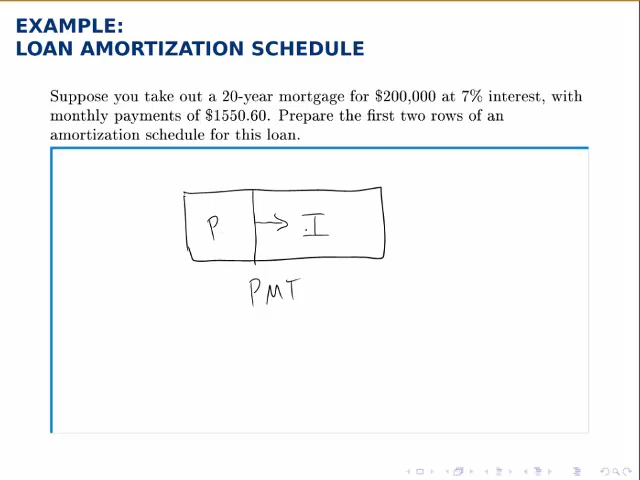 EXAMPLE:
LOAN AMORTIZATION SCHEDULE
Suppose you take out a 20-year mortgage for $200,000 at 7% interest, with
monthly payments of $1550.60. Prepare the first two rows of an
amortization schedule for this loan.
P → I
PMT